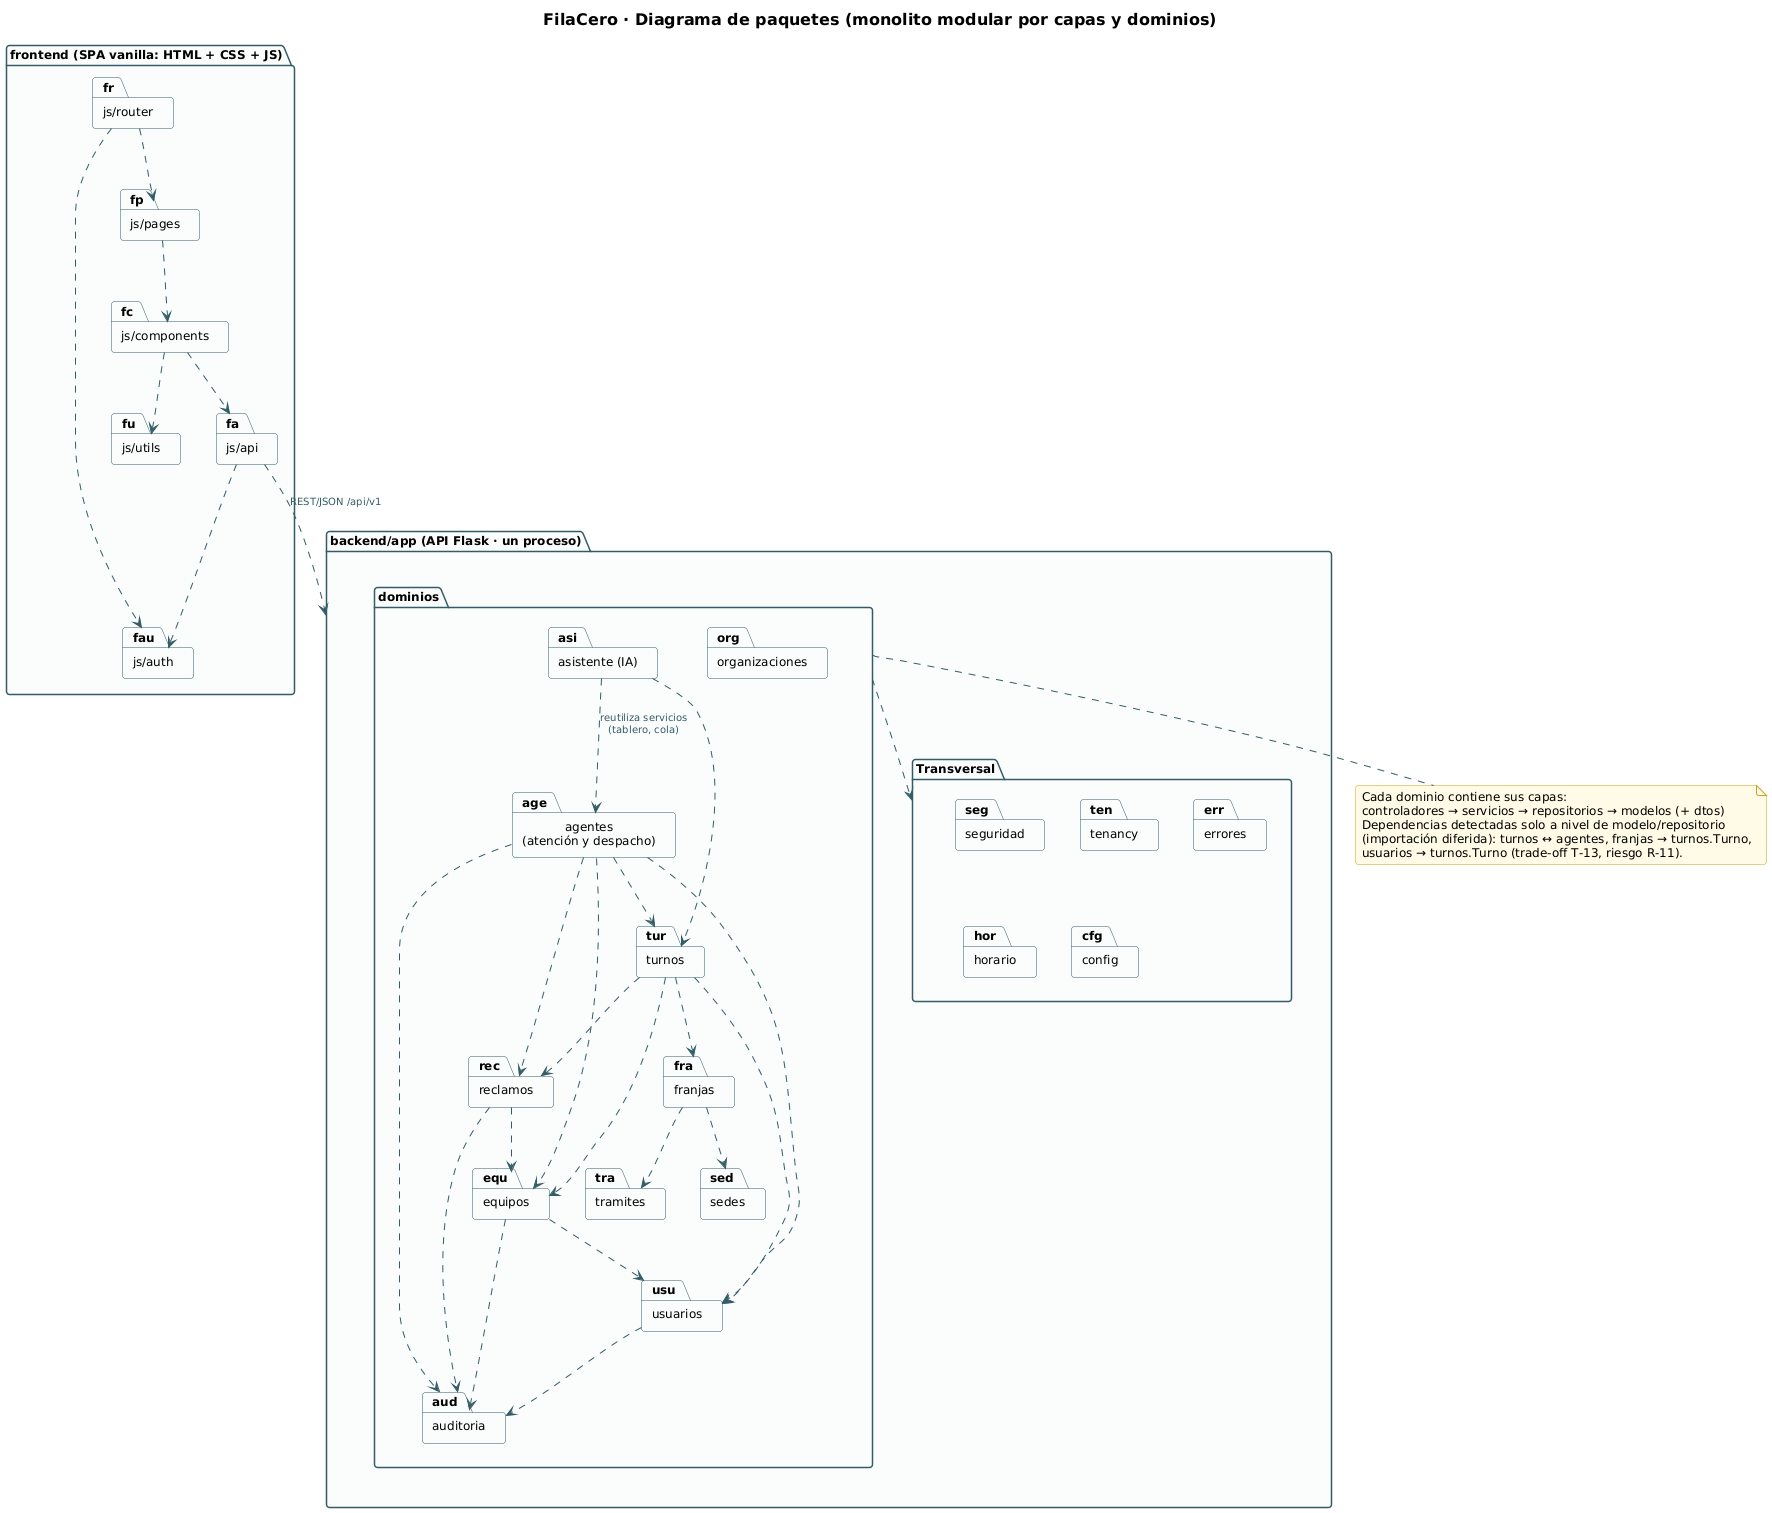 FilaCero · Diagrama de paquetes (monolito modular por capas y dominios)
frontend (SPA vanilla: HTML + CSS + JS)
fr
js/router
fp
js/pages
fc
js/components
fu
js/utils
fa
js/api
REST/JSON /api/v1
fau
js/auth
backend/app (API Flask · un proceso)
dominios
asi
asistente (IA)
org
organizaciones
reutiliza servicios
(tablero, cola)
age
agentes
(atención y despacho)
tur
turnos
rec
reclamos
fra
franjas
equ
equipos
tra
tramites
sed
sedes
usu
usuarios
aud
auditoria
Transversal
seg
seguridad
ten
tenancy
err
errores
hor
horario
cfg
config
Cada dominio contiene sus capas:
controladores → servicios → repositorios → modelos (+ dtos)
Dependencias detectadas solo a nivel de modelo/repositorio
(importación diferida): turnos ↔ agentes, franjas → turnos.Turno,
usuarios → turnos.Turno (trade-off T-13, riesgo R-11).